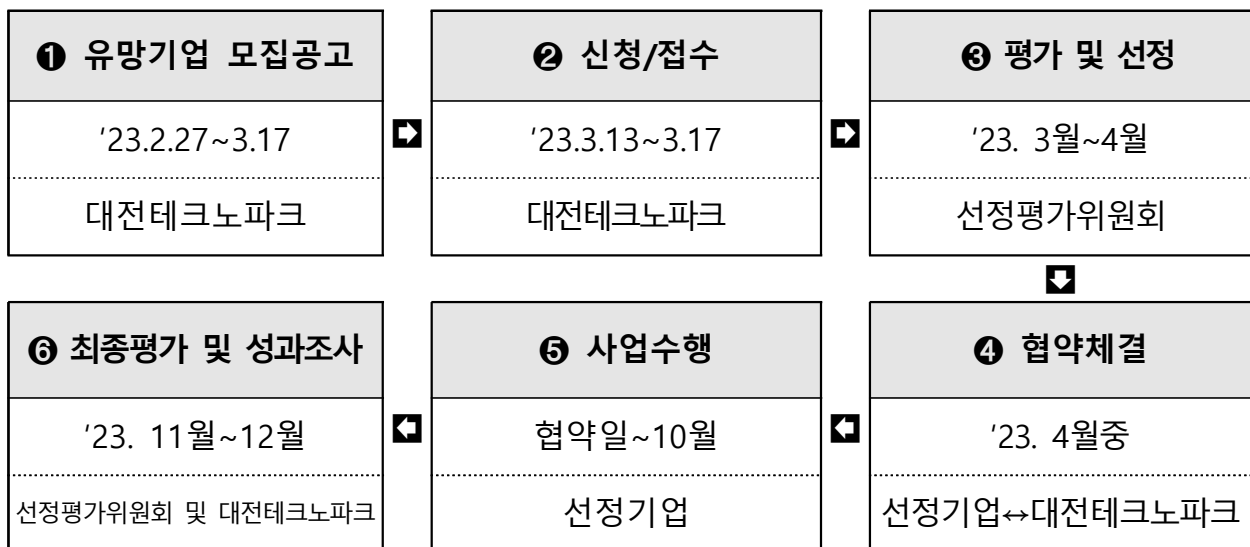 ❶ 유망기업 모집공고
'23.2.27~3.17
대전테크노파크
❷ 신청/접수
'23.3.13~3.17
대전테크노파크
❸ 평가 및 선정
'23. 3월~4월
선정평가위원회
❹ 협약체결
'23. 4월중
선정기업↔대전테크노파크
❺ 사업수행
협약일~10월
선정기업
❻ 최종평가 및 성과조사
'23. 11월~12월
선정평가위원회 및 대전테크노파크